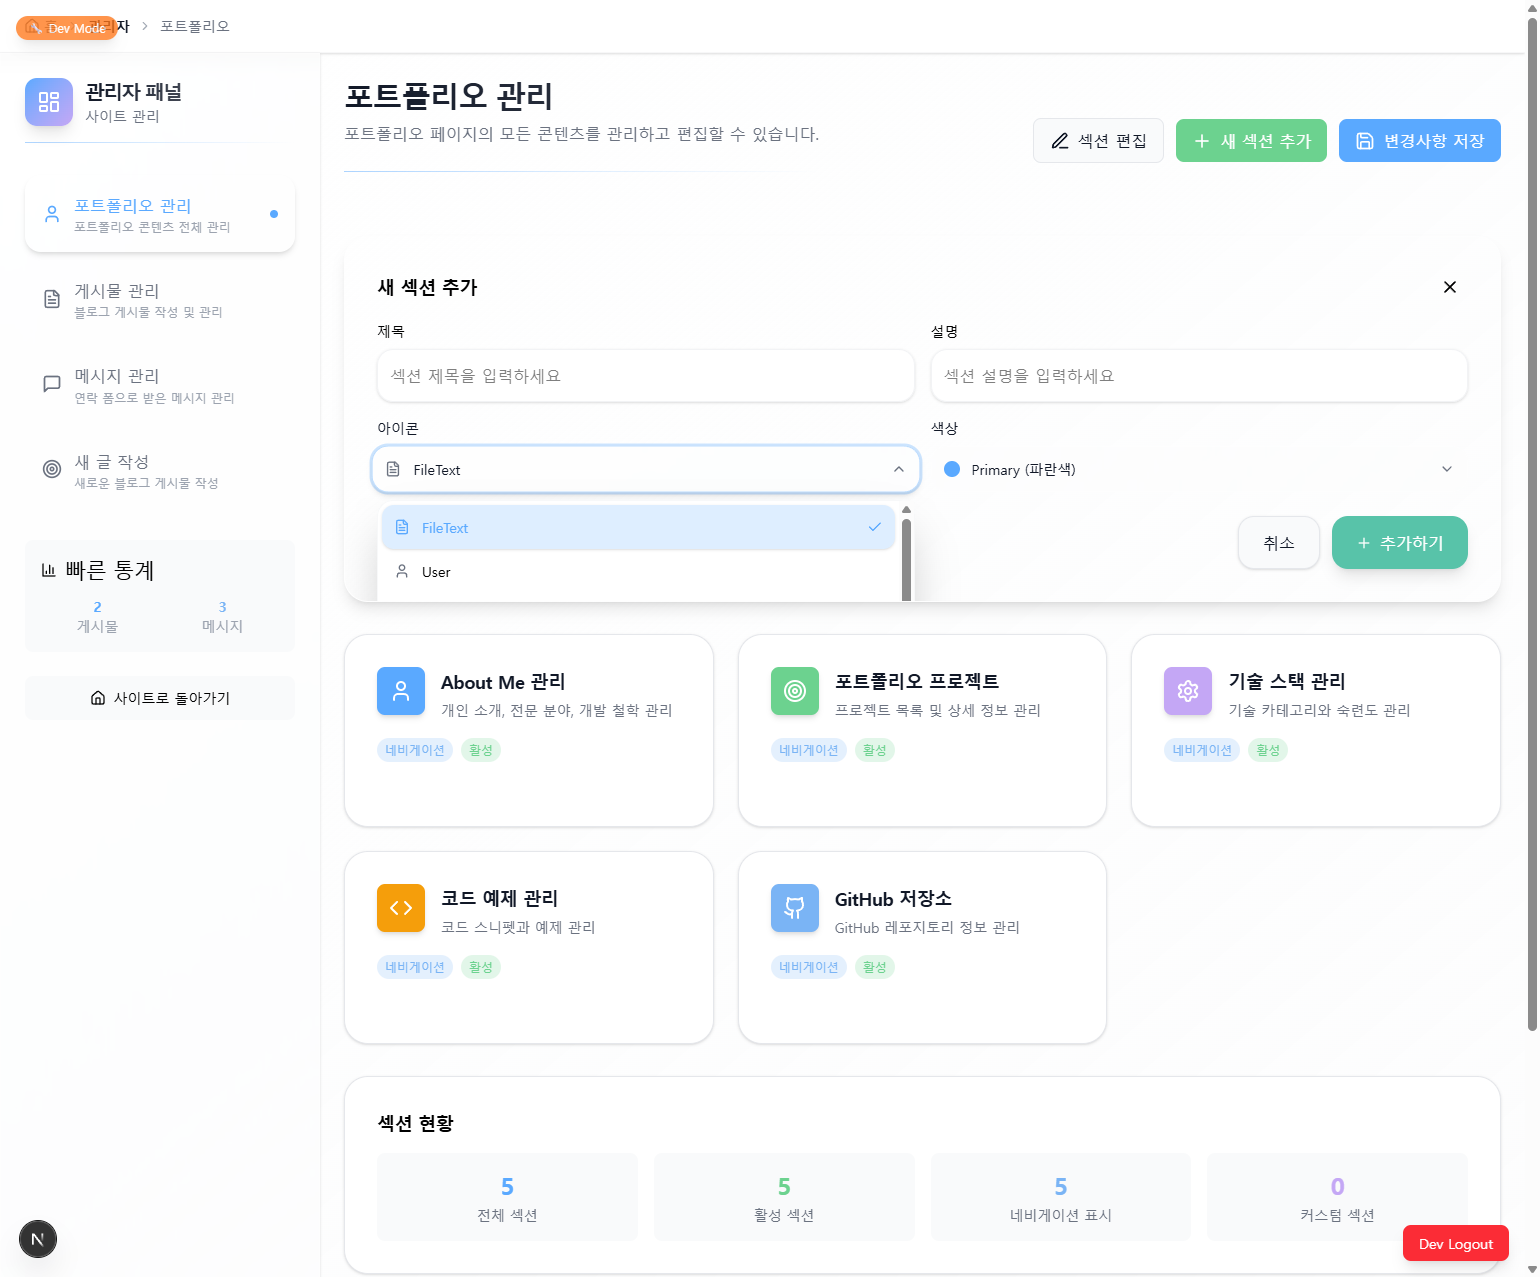 Dev Mode
관리자
포트폴리오
관리자 패널
사이트 관리
포트폴리오 관리
포트폴리오 콘텐츠 전체 관리
게시물 관리
블로그 게시물 작성 및 관리
메시지 관리
연락 폼으로 받은 메시지 관리
새 글 작성
새로운 블로그 게시물 작성
빠른 통계
2
게시물
3
메시지
사이트로 돌아가기
N
포트폴리오 관리
포트폴리오 페이지의 모든 콘텐츠를 관리하고 편집할 수 있습니다.
섹션 편집
새 섹션 추가
변경사항 저장
새 섹션 추가
제목
섹션 제목을 입력하세요
설명
섹션 설명을 입력하세요
아이콘
FileText
색상
Primary (파란색)
FileText
User
취소
추가하기
About Me 관리
개인 소개, 전문 분야, 개발 철학 관리
네비게이션 활성
포트폴리오 프로젝트
프로젝트 목록 및 상세 정보 관리
네비게이션 활성
기술 스택 관리
기술 카테고리와 숙련도 관리
네비게이션 활성
코드 예제 관리
코드 스니펫과 예제 관리
네비게이션 활성
GitHub 저장소
GitHub 레포지토리 정보 관리
네비게이션 활성
섹션 현황
5
전체 섹션
5
활성 섹션
5
네비게이션 표시
0
커스텀 섹션
Dev Logout